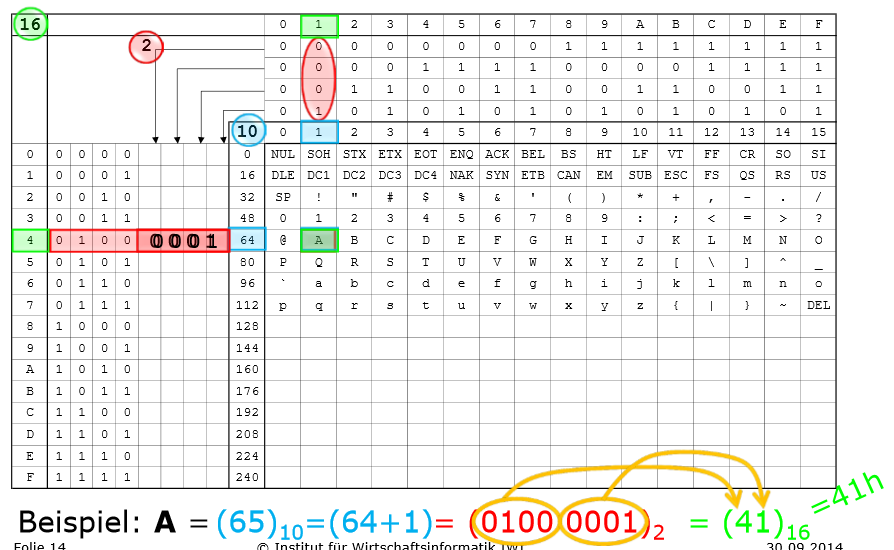 16 0 1 2 3 4 5 6 7 8 9 A B C D E F
2 0 0 0 0 0 0 0 0 1 1 1 1 1 1 1 1
0 0 0 0 1 1 1 1 0 0 0 0 1 1 1 1
0 0 1 1 0 0 1 1 0 0 1 1 0 0 1 1
0 1 0 1 0 1 0 1 0 1 0 1 0 1 0 1
10 0 1 2 3 4 5 6 7 8 9 10 11 12 13 14 15
0 0 0 0 0 0 NUL SOH STX ETX EOT ENQ ACK BEL BS HT LF VT FF CR SO SI
1 0 0 0 1 16 DLE DC1 DC2 DC3 DC4 NAK SYN ETB CAN EM SUB ESC FS QS RS US
2 0 0 1 0 32 SP ! " # $ % & ' ( ) * + , - . /
3 0 0 1 1 48 0 1 2 3 4 5 6 7 8 9 : ; < = > ?
4 0 1 0 0 0 0 0 1 64 @ A B C D E F G H I J K L M N O
5 0 1 0 1 80 P Q R S T U V W X Y Z [ \ ] ^ _
6 0 1 1 0 96 ` a b c d e f g h i j k l m n o
7 0 1 1 1 112 p q r s t u v w x y z { | } ~ DEL
8 1 0 0 0 128
9 1 0 0 1 144
A 1 0 1 0 160
B 1 0 1 1 176
C 1 1 0 0 192
D 1 1 0 1 208
E 1 1 1 0 224
F 1 1 1 1 240
Beispiel: A = (65)10=(64+1)= (0100 0001)2 = (41)16 =41h
Folie 14 © Institut für Wirtschaftsinformatik (WI) 30.09.2014